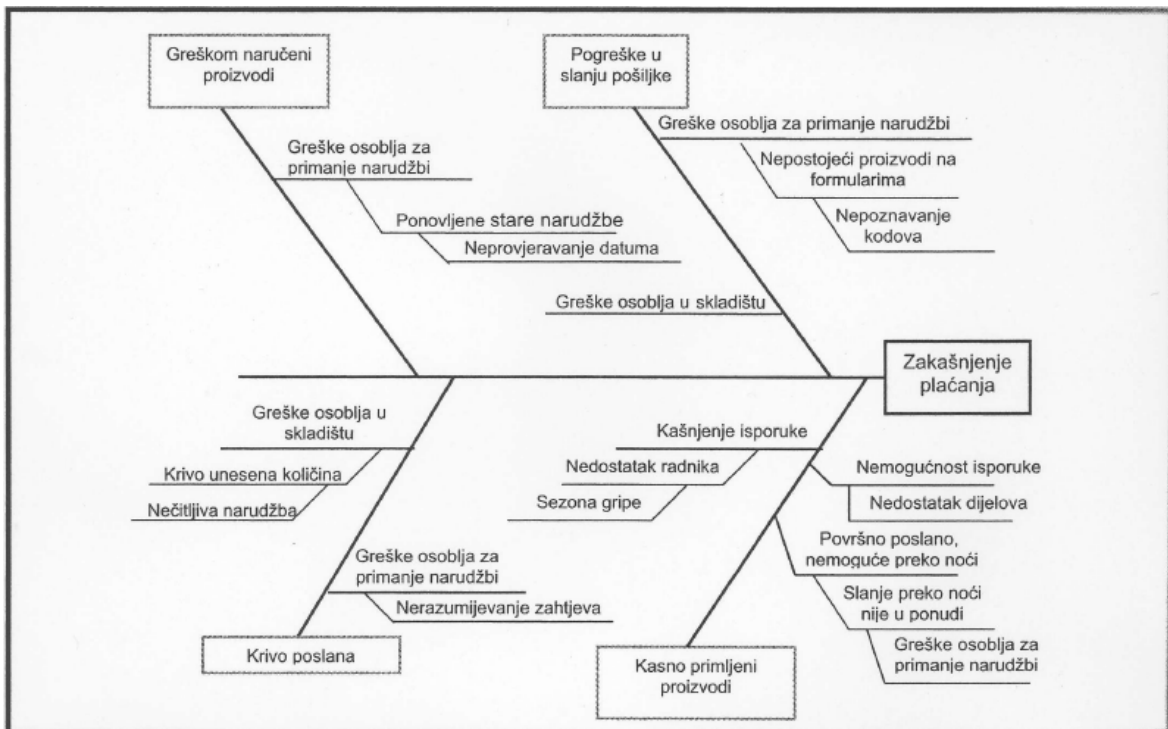 Greškom naručeni
proizvodi
Pogreške u
slanju pošiljke
Greške osoblja za
primanje narudžbi
Ponovljene stare narudžbe
Neprovjeravanje datuma
Greške osoblja za primanje narudžbi
Nepostojeći proizvodi na
formularima
Nepoznavanje
kodova
Greške osoblja u skladištu
Zakašnjenje
plaćanja
Greške osoblja u
skladištu
Krivo unesena količina
Nečitljiva narudžba
Greške osoblja za
primanje narudžbi
Nerazumijevanje zahtjeva
Krivo poslana
Kašnjenje isporuke
Nedostatak radnika
Sezona gripe
Nemogućnost isporuke
Nedostatak dijelova
Površno poslano,
nemoguće preko noći
Slanje preko noći
nije u ponudi
Greške osoblja za
primanje narudžbi
Kasno primljeni
proizvodi